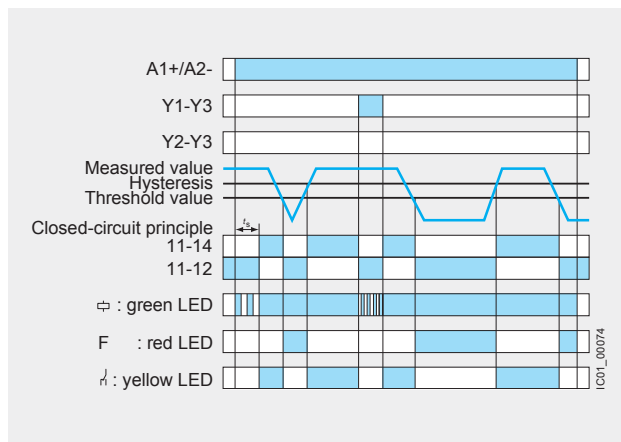 A1+/A2-
Y1-Y3
Y2-Y3
Measured value
Hysteresis
Threshold value
Closed-circuit principle
ts
11-14
11-12
: green LED
F : red LED
: yellow LED
IC01_00074